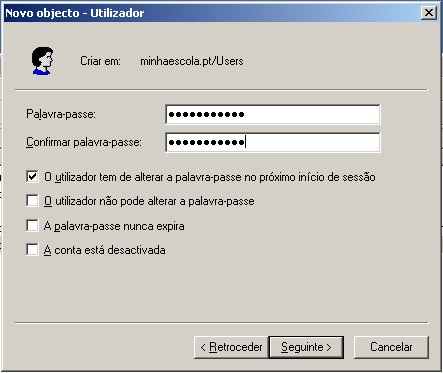 Novo objecto - Utilizador
Criar em: minhaescola.pt/Users
Palavra-passe: ●●●●●●●●●●●
Confirmar palavra-passe: ●●●●●●●●●●●
O utilizador tem de alterar a palavra-passe no próximo início de sessão
O utilizador não pode alterar a palavra-passe
A palavra-passe nunca expira
A conta está desactivada
< Retroceder Seguinte > Cancelar